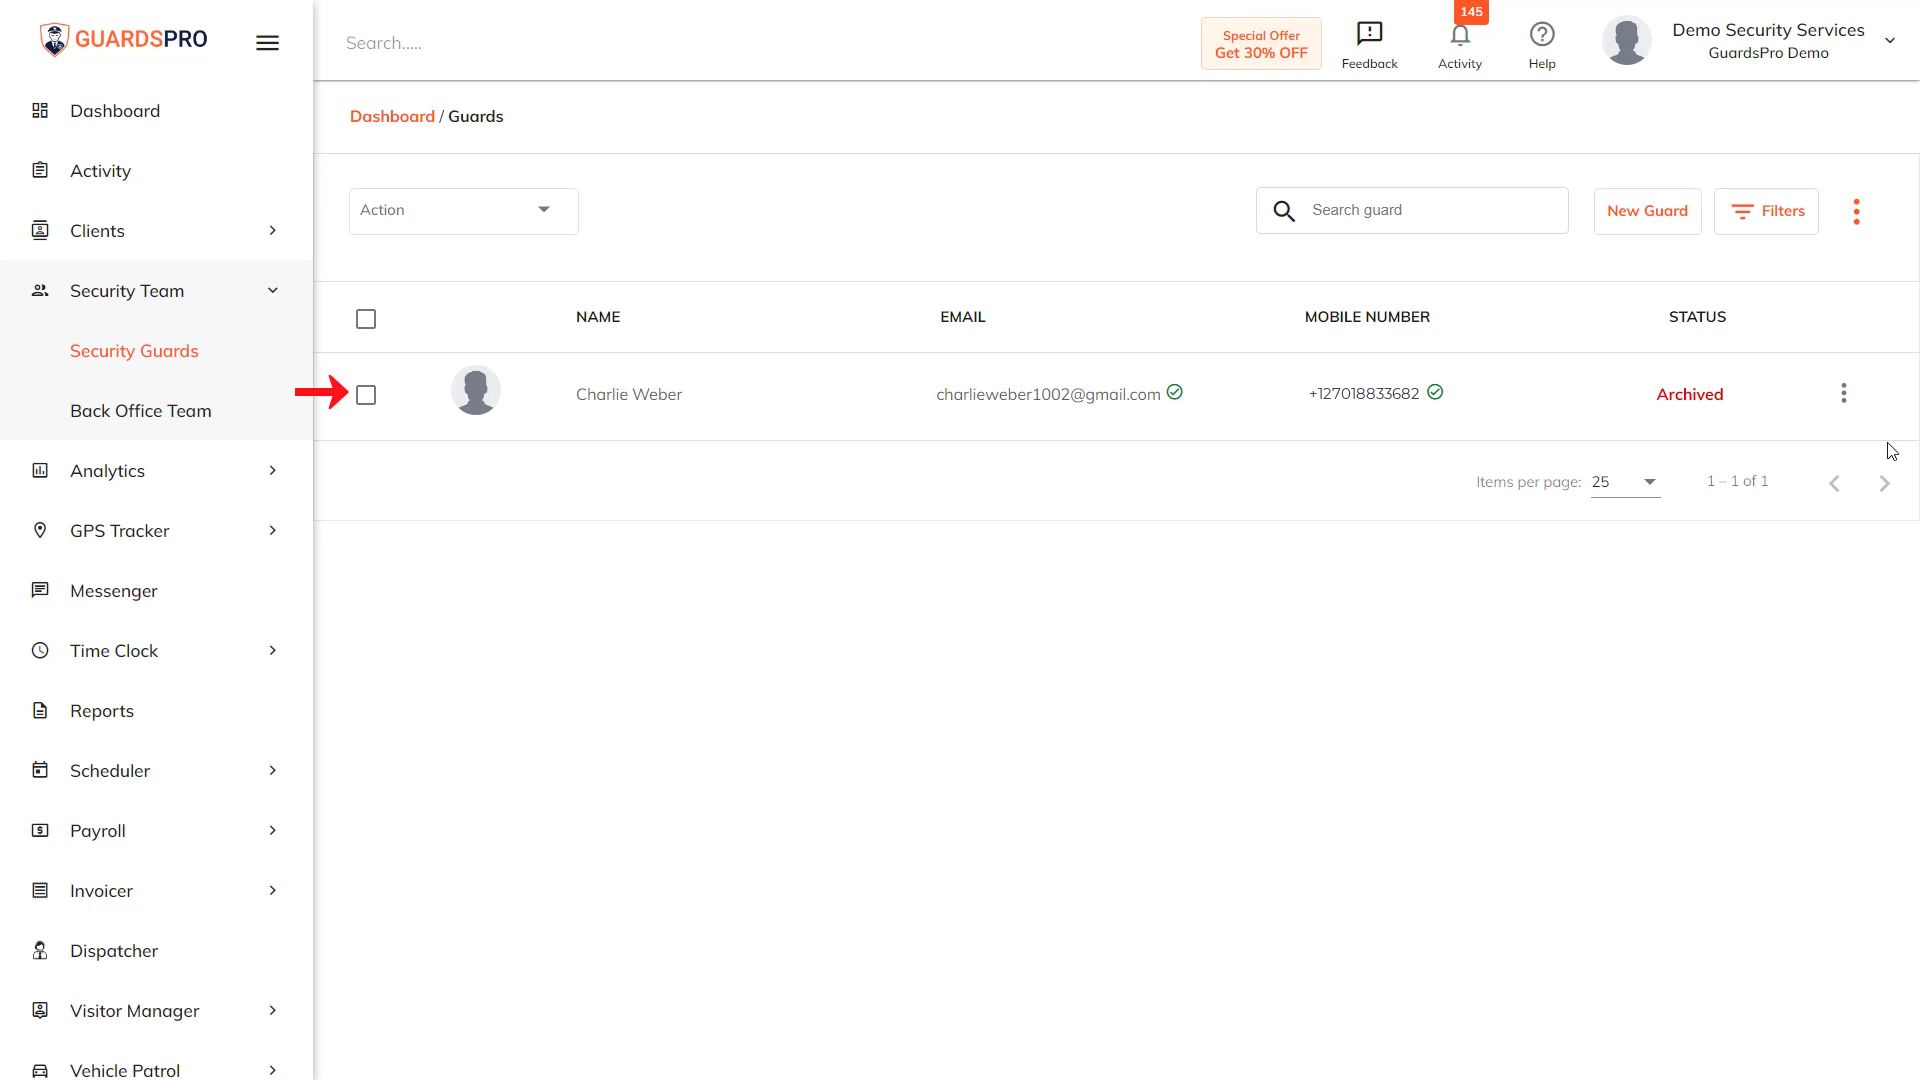 GUARDSPRO
Search.....
Special Offer
Get 30% OFF
Feedback
145
Activity
Help
Demo Security Services
GuardsPro Demo
Dashboard
Activity
Clients
Security Team
Security Guards
Back Office Team
Analytics
GPS Tracker
Messenger
Time Clock
Reports
Scheduler
Payroll
Invoicer
Dispatcher
Visitor Manager
Vehicle Patrol
Dashboard / Guards
Action
Search guard
New Guard
Filters
NAME EMAIL MOBILE NUMBER STATUS
Charlie Weber charlieweber1002@gmail.com +127018833682 Archived
Items per page: 25 1 – 1 of 1